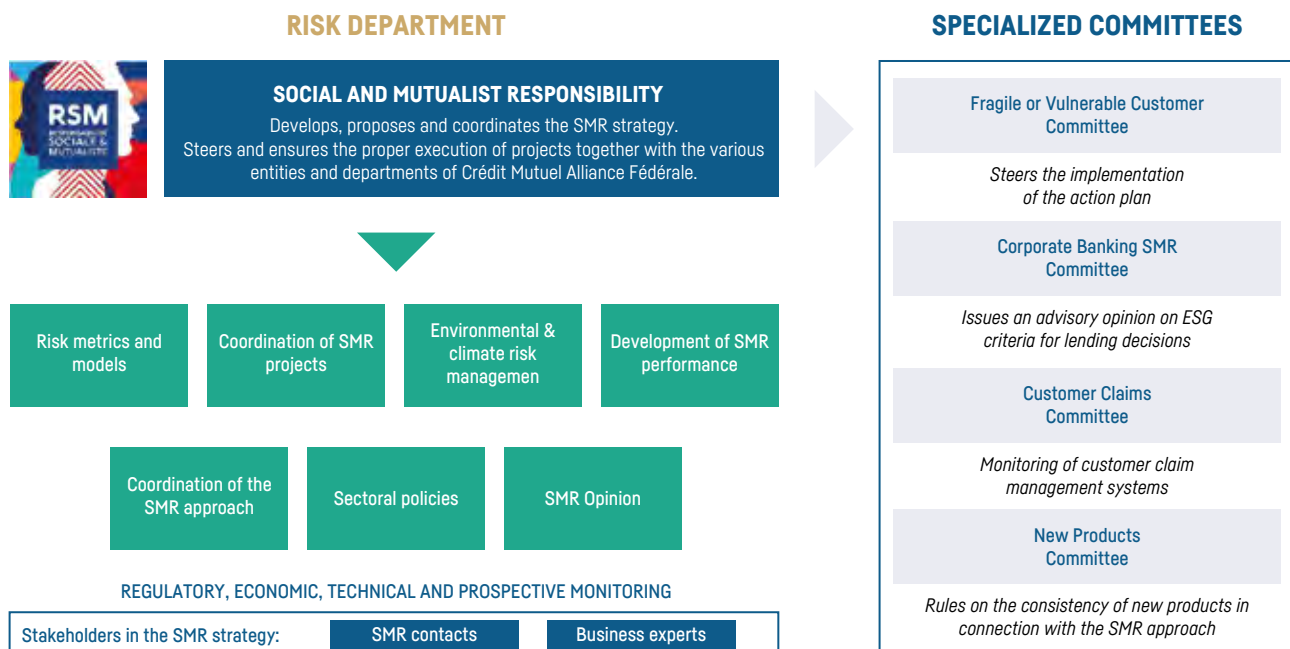 RISK DEPARTMENT
RSM
RESPONSABILITÉ
SOCIALE &
MUTUALISTE
SOCIAL AND MUTUALIST RESPONSIBILITY
Develops, proposes and coordinates the SMR strategy.
Steers and ensures the proper execution of projects together with the various
entities and departments of Crédit Mutuel Alliance Fédérale.
Risk metrics and
models
Coordination of SMR
projects
Environmental &
climate risk
managemen
Development of SMR
performance
Coordination of the
SMR approach
Sectoral policies
SMR Opinion
REGULATORY, ECONOMIC, TECHNICAL AND PROSPECTIVE MONITORING
Stakeholders in the SMR strategy:
SMR contacts
Business experts
SPECIALIZED COMMITTEES
Fragile or Vulnerable Customer
Committee
Steers the implementation
of the action plan
Corporate Banking SMR
Committee
Issues an advisory opinion on ESG
criteria for lending decisions
Customer Claims
Committee
Monitoring of customer claim
management systems
New Products
Committee
Rules on the consistency of new products in
connection with the SMR approach